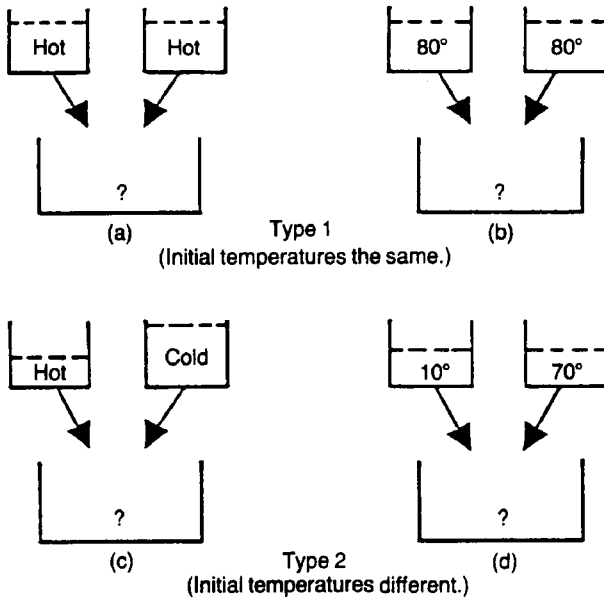 Hot Hot 80° 80°
? ?
(a) Type 1 (b)
(Initial temperatures the same.)
Hot Cold 10° 70°
? ?
(c) Type 2 (d)
(Initial temperatures different.)